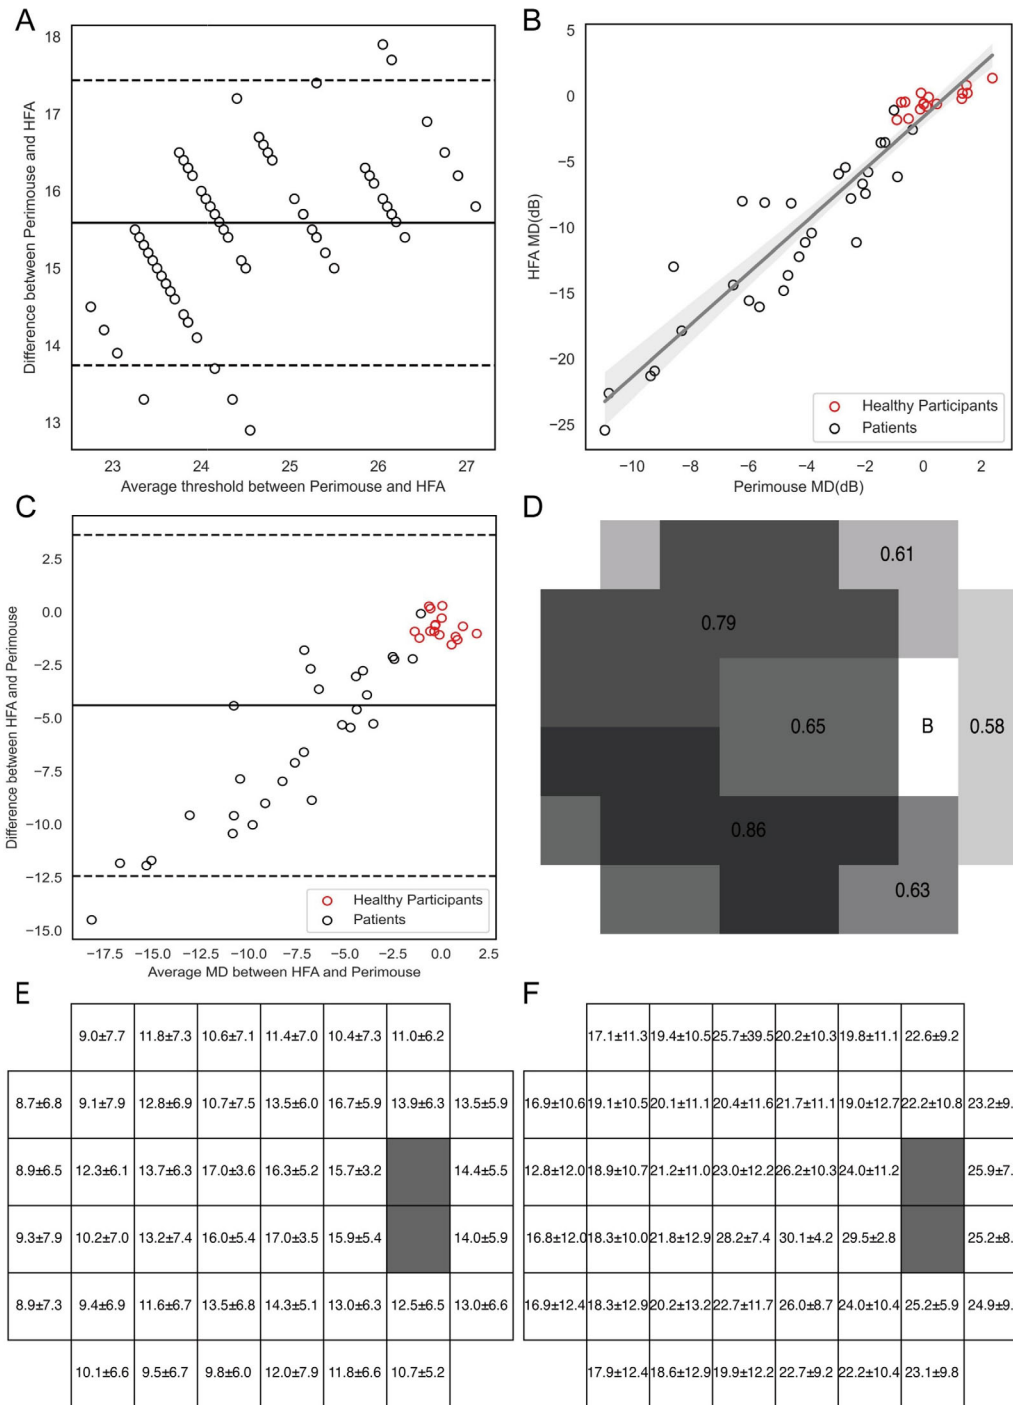 A
Difference between Perimouse and HFA
18
17
16
15
14
13
23 24 25 26 27
Average threshold between Perimouse and HFA
B
HFA MD(dB)
5
0
−5
−10
−15
−20
−25
Healthy Participants
Patients
−10 −8 −6 −4 −2 0 2
Perimouse MD(dB)
C
Difference between HFA and Perimouse
2.5
0.0
−2.5
−5.0
−7.5
−10.0
−12.5
−15.0
Healthy Participants
Patients
−17.5 −15.0 −12.5 −10.0 −7.5 −5.0 −2.5 0.0 2.5
Average MD between HFA and Perimouse
D
0.61
0.79
0.65 B 0.58
0.86
0.63
E
9.0±7.7 11.8±7.3 10.6±7.1 11.4±7.0 10.4±7.3 11.0±6.2
8.7±6.8 9.1±7.9 12.8±6.9 10.7±7.5 13.5±6.0 16.7±5.9 13.9±6.3 13.5±5.9
8.9±6.5 12.3±6.1 13.7±6.3 17.0±3.6 16.3±5.2 15.7±3.2 14.4±5.5
9.3±7.9 10.2±7.0 13.2±7.4 16.0±5.4 17.0±3.5 15.9±5.4 14.0±5.9
8.9±7.3 9.4±6.9 11.6±6.7 13.5±6.8 14.3±5.1 13.0±6.3 12.5±6.5 13.0±6.6
10.1±6.6 9.5±6.7 9.8±6.0 12.0±7.9 11.8±6.6 10.7±5.2
F
17.1±11.3 19.4±10.5 25.7±39.5 20.2±10.3 19.8±11.1 22.6±9.2
16.9±10.6 19.1±10.5 20.1±11.1 20.4±11.6 21.7±11.1 19.0±12.7 22.2±10.8 23.2±9.
12.8±12.0 18.9±10.7 21.2±11.0 23.0±12.2 26.2±10.3 24.0±11.2 25.9±7.
16.8±12.0 18.3±10.0 21.8±12.9 28.2±7.4 30.1±4.2 29.5±2.8 25.2±8.
16.9±12.4 18.3±12.9 20.2±13.2 22.7±11.7 26.0±8.7 24.0±10.4 25.2±5.9 24.9±9.
17.9±12.4 18.6±12.9 19.9±12.2 22.7±9.2 22.2±10.4 23.1±9.8